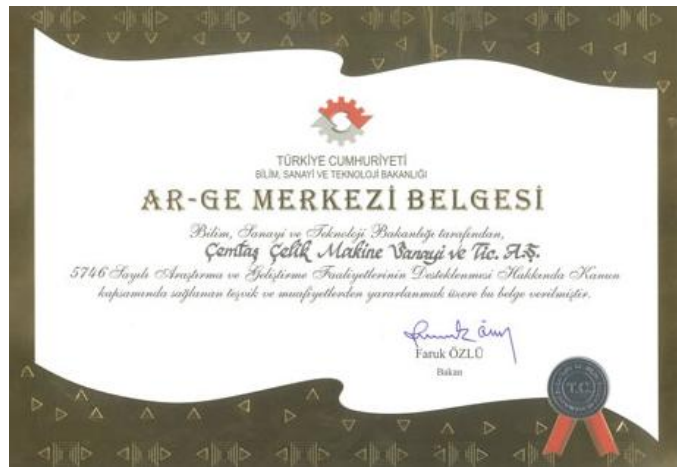 TÜRKİYE CUMHURİYETİ
BİLİM, SANAYİ VE TEKNOLOJİ BAKANLIĞI
AR-GE MERKEZİ BELGESİ
Bilim, Sanayi ve Teknoloji Bakanlığı tarafından,
Çemtaş Çelik Makine Sanayi ve Tic. A.Ş.
5746 Sayılı Araştırma ve Geliştirme Faaliyetlerinin Desteklenmesi Hakkında Kanun
kapsamında sağlanan teşvik ve muafiyetlerden yararlanmak üzere bu belge verilmiştir.
Faruk ÖZLÜ
Bakan
T.C.